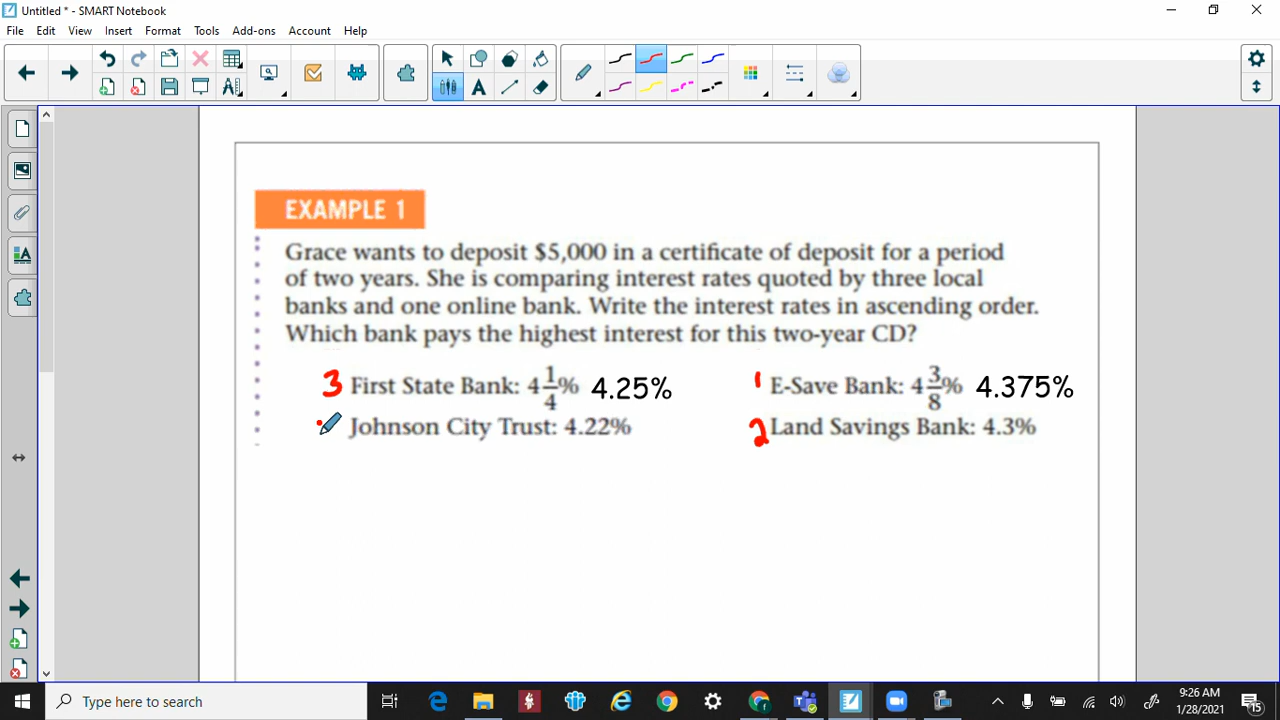 Untitled * - SMART Notebook
File Edit View Insert Format Tools Add-ons Account Help
EXAMPLE 1
Grace wants to deposit $5,000 in a certificate of deposit for a period
of two years. She is comparing interest rates quoted by three local
banks and one online bank. Write the interest rates in ascending order.
Which bank pays the highest interest for this two-year CD?
3 First State Bank: 4 1/4% 4.25% 1 E-Save Bank: 4 3/8% 4.375%
Johnson City Trust: 4.22% 2 Land Savings Bank: 4.3%
Type here to search
9:26 AM
1/28/2021
15